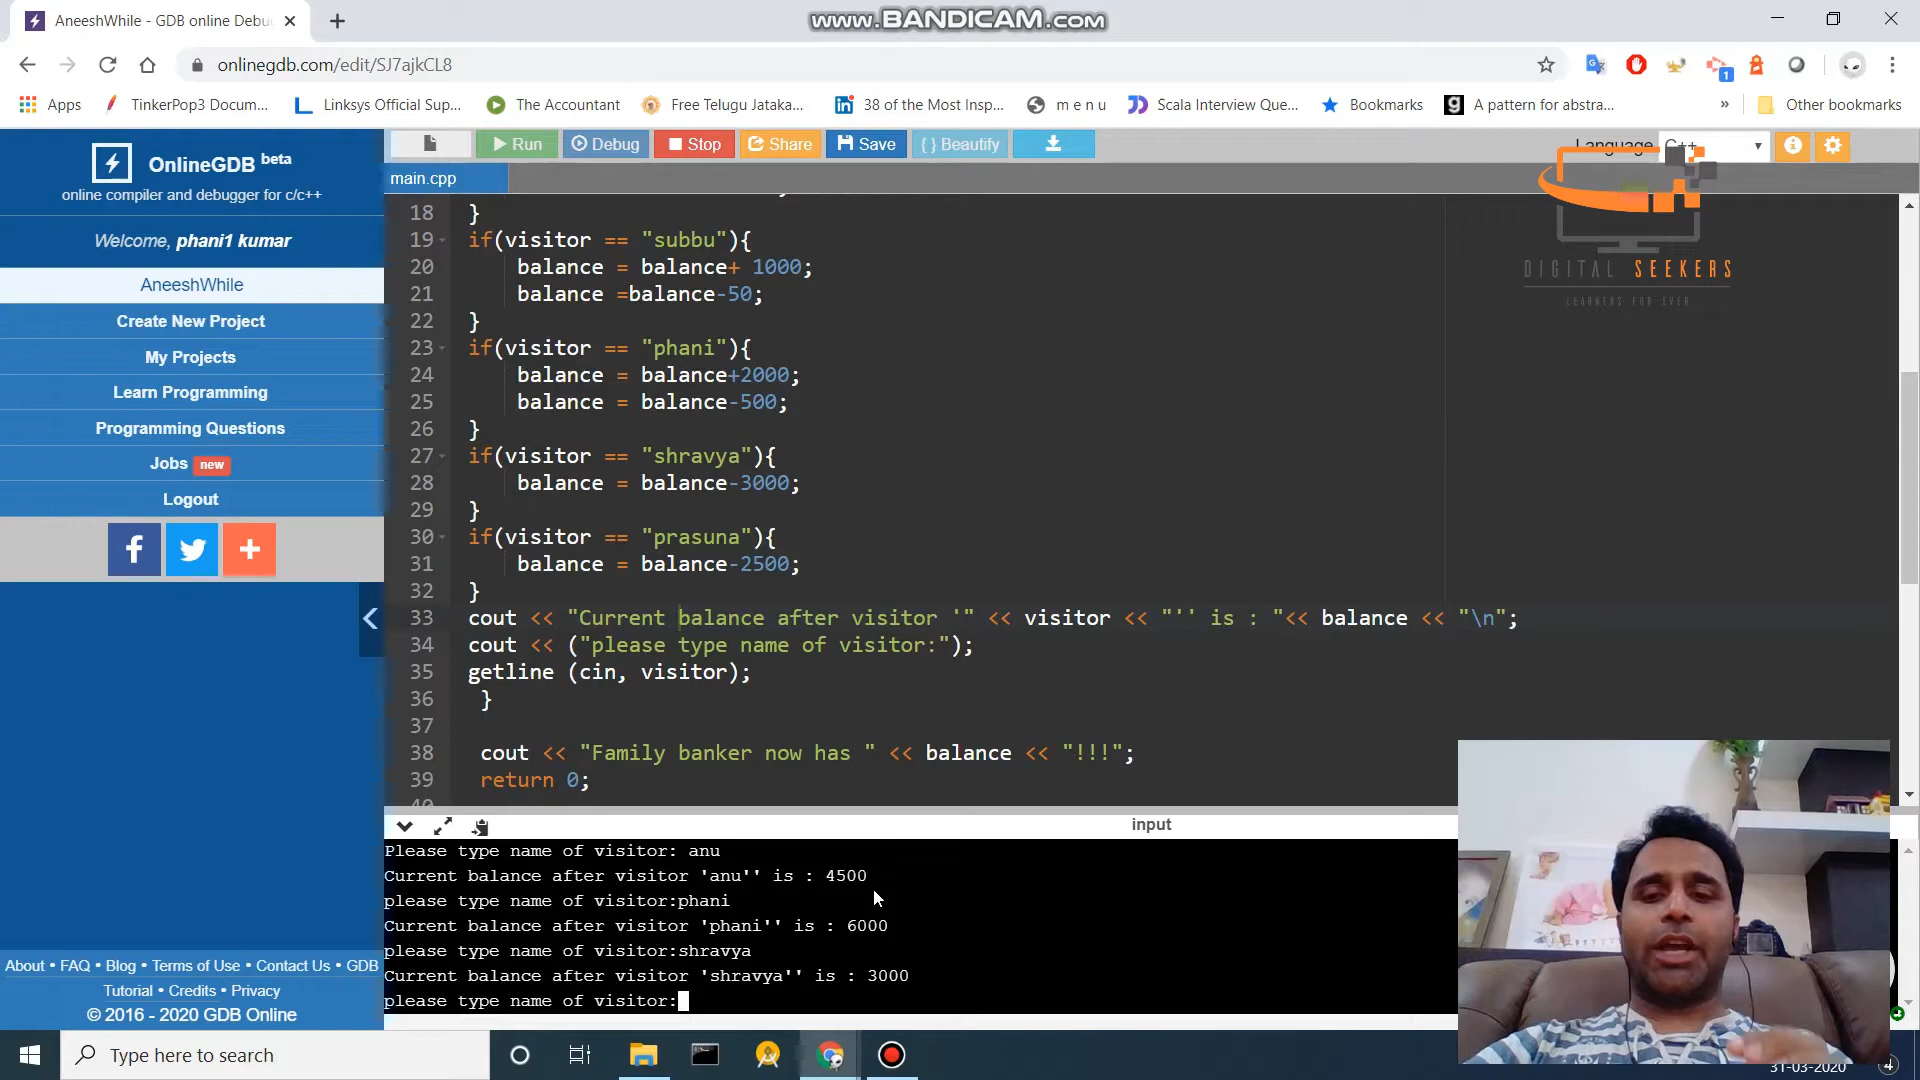 AneeshWhile - GDB online Debu
www.BANDICAM.com
onlinegdb.com/edit/SJ7ajkCL8
1
Apps
TinkerPop3 Docum...
Linksys Official Sup...
The Accountant
Free Telugu Jataka...
38 of the Most Insp...
m e n u
Scala Interview Que...
Bookmarks
A pattern for abstra...
»
Other bookmarks
OnlineGDB beta
online compiler and debugger for c/c++
Welcome, phani1 kumar
AneeshWhile
Create New Project
My Projects
Learn Programming
Programming Questions
Jobs new
Logout
About • FAQ • Blog • Terms of Use • Contact Us • GDB
Tutorial • Credits • Privacy
© 2016 - 2020 GDB Online
Run
Debug
Stop
Share
Save
{ } Beautify
Language C++
main.cpp
DIGITAL SEEKERS
LEARNERS FOR EVER
18 }
19 if(visitor == "subbu"){
20 balance = balance+ 1000;
21 balance =balance-50;
22 }
23 if(visitor == "phani"){
24 balance = balance+2000;
25 balance = balance-500;
26 }
27 if(visitor == "shravya"){
28 balance = balance-3000;
29 }
30 if(visitor == "prasuna"){
31 balance = balance-2500;
32 }
33 cout << "Current balance after visitor '" << visitor << "'' is : "<< balance << "\n";
34 cout << ("please type name of visitor:");
35 getline (cin, visitor);
36 }
37
38 cout << "Family banker now has " << balance << "!!!";
39 return 0;
40
input
Please type name of visitor: anu
Current balance after visitor 'anu'' is : 4500
please type name of visitor:phani
Current balance after visitor 'phani'' is : 6000
please type name of visitor:shravya
Current balance after visitor 'shravya'' is : 3000
please type name of visitor:
Type here to search
31-03-2020
4